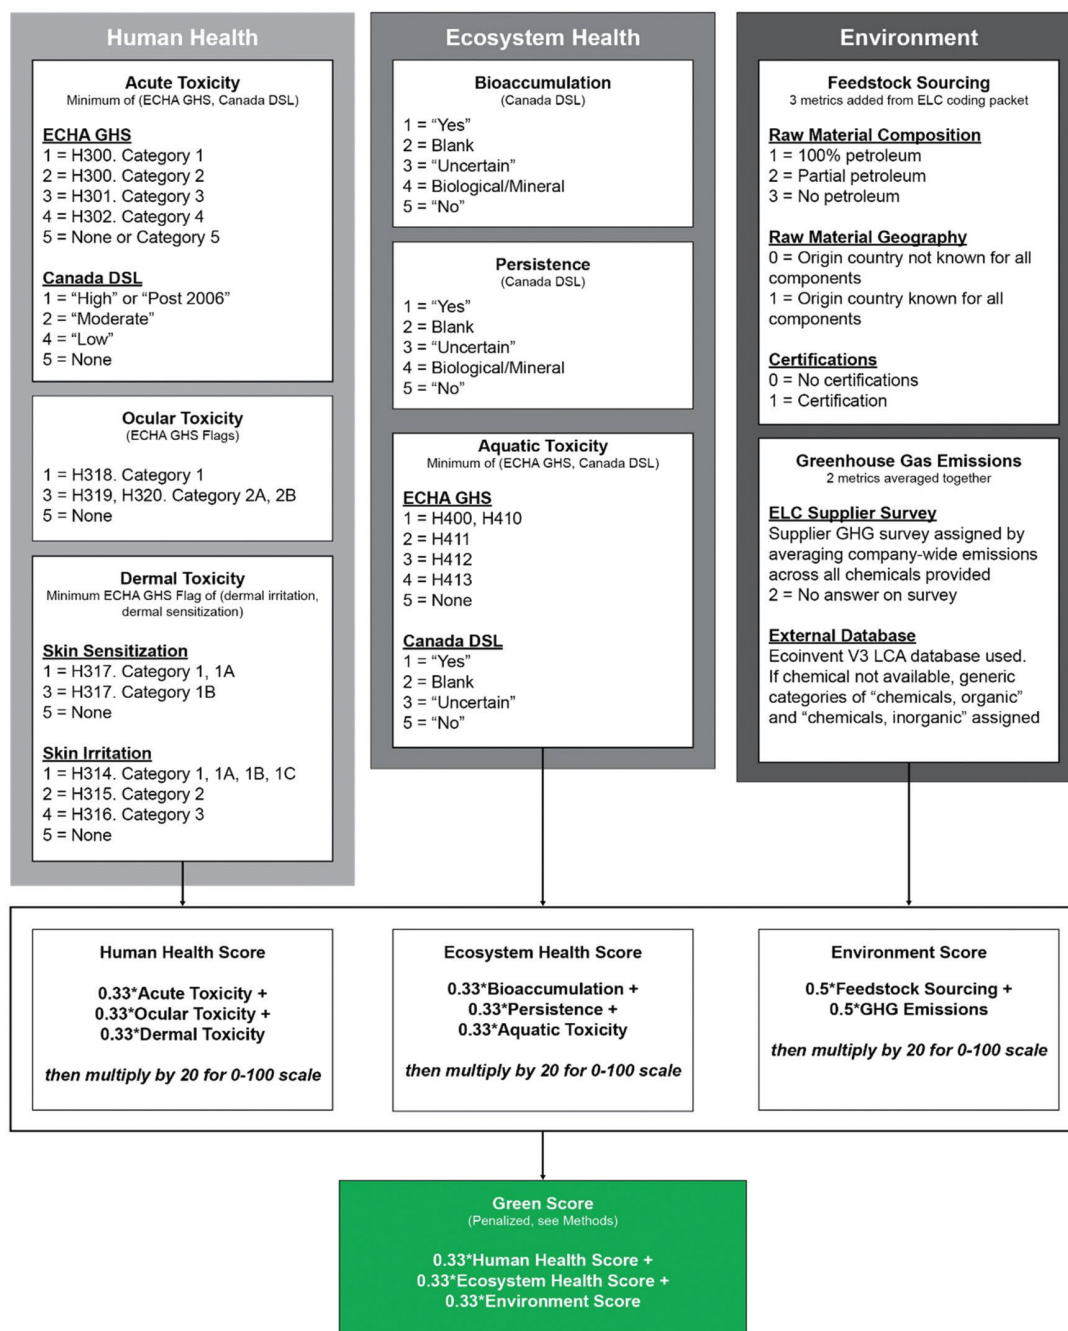 Human Health
Acute Toxicity
Minimum of (ECHA GHS, Canada DSL)
ECHA GHS
1 = H300. Category 1
2 = H300. Category 2
3 = H301. Category 3
4 = H302. Category 4
5 = None or Category 5
Canada DSL
1 = “High” or “Post 2006”
2 = “Moderate”
4 = “Low”
5 = None
Ocular Toxicity
(ECHA GHS Flags)
1 = H318. Category 1
3 = H319, H320. Category 2A, 2B
5 = None
Dermal Toxicity
Minimum ECHA GHS Flag of (dermal irritation,
dermal sensitization)
Skin Sensitization
1 = H317. Category 1, 1A
3 = H317. Category 1B
5 = None
Skin Irritation
1 = H314. Category 1, 1A, 1B, 1C
2 = H315. Category 2
4 = H316. Category 3
5 = None
Ecosystem Health
Bioaccumulation
(Canada DSL)
1 = “Yes”
2 = Blank
3 = “Uncertain”
4 = Biological/Mineral
5 = “No”
Persistence
(Canada DSL)
1 = “Yes”
2 = Blank
3 = “Uncertain”
4 = Biological/Mineral
5 = “No”
Aquatic Toxicity
Minimum of (ECHA GHS, Canada DSL)
ECHA GHS
1 = H400, H410
2 = H411
3 = H412
4 = H413
5 = None
Canada DSL
1 = “Yes”
2 = Blank
3 = “Uncertain”
5 = “No”
Environment
Feedstock Sourcing
3 metrics added from ELC coding packet
Raw Material Composition
1 = 100% petroleum
2 = Partial petroleum
3 = No petroleum
Raw Material Geography
0 = Origin country not known for all
components
1 = Origin country known for all
components
Certifications
0 = No certifications
1 = Certification
Greenhouse Gas Emissions
2 metrics averaged together
ELC Supplier Survey
Supplier GHG survey assigned by
averaging company-wide emissions
across all chemicals provided
2 = No answer on survey
External Database
Ecoinvent V3 LCA database used.
If chemical not available, generic
categories of “chemicals, organic”
and “chemicals, inorganic” assigned
Human Health Score
0.33*Acute Toxicity +
0.33*Ocular Toxicity +
0.33*Dermal Toxicity
then multiply by 20 for 0-100 scale
Ecosystem Health Score
0.33*Bioaccumulation +
0.33*Persistence +
0.33*Aquatic Toxicity
then multiply by 20 for 0-100 scale
Environment Score
0.5*Feedstock Sourcing +
0.5*GHG Emissions
then multiply by 20 for 0-100 scale
Green Score
(Penalized, see Methods)
0.33*Human Health Score +
0.33*Ecosystem Health Score +
0.33*Environment Score